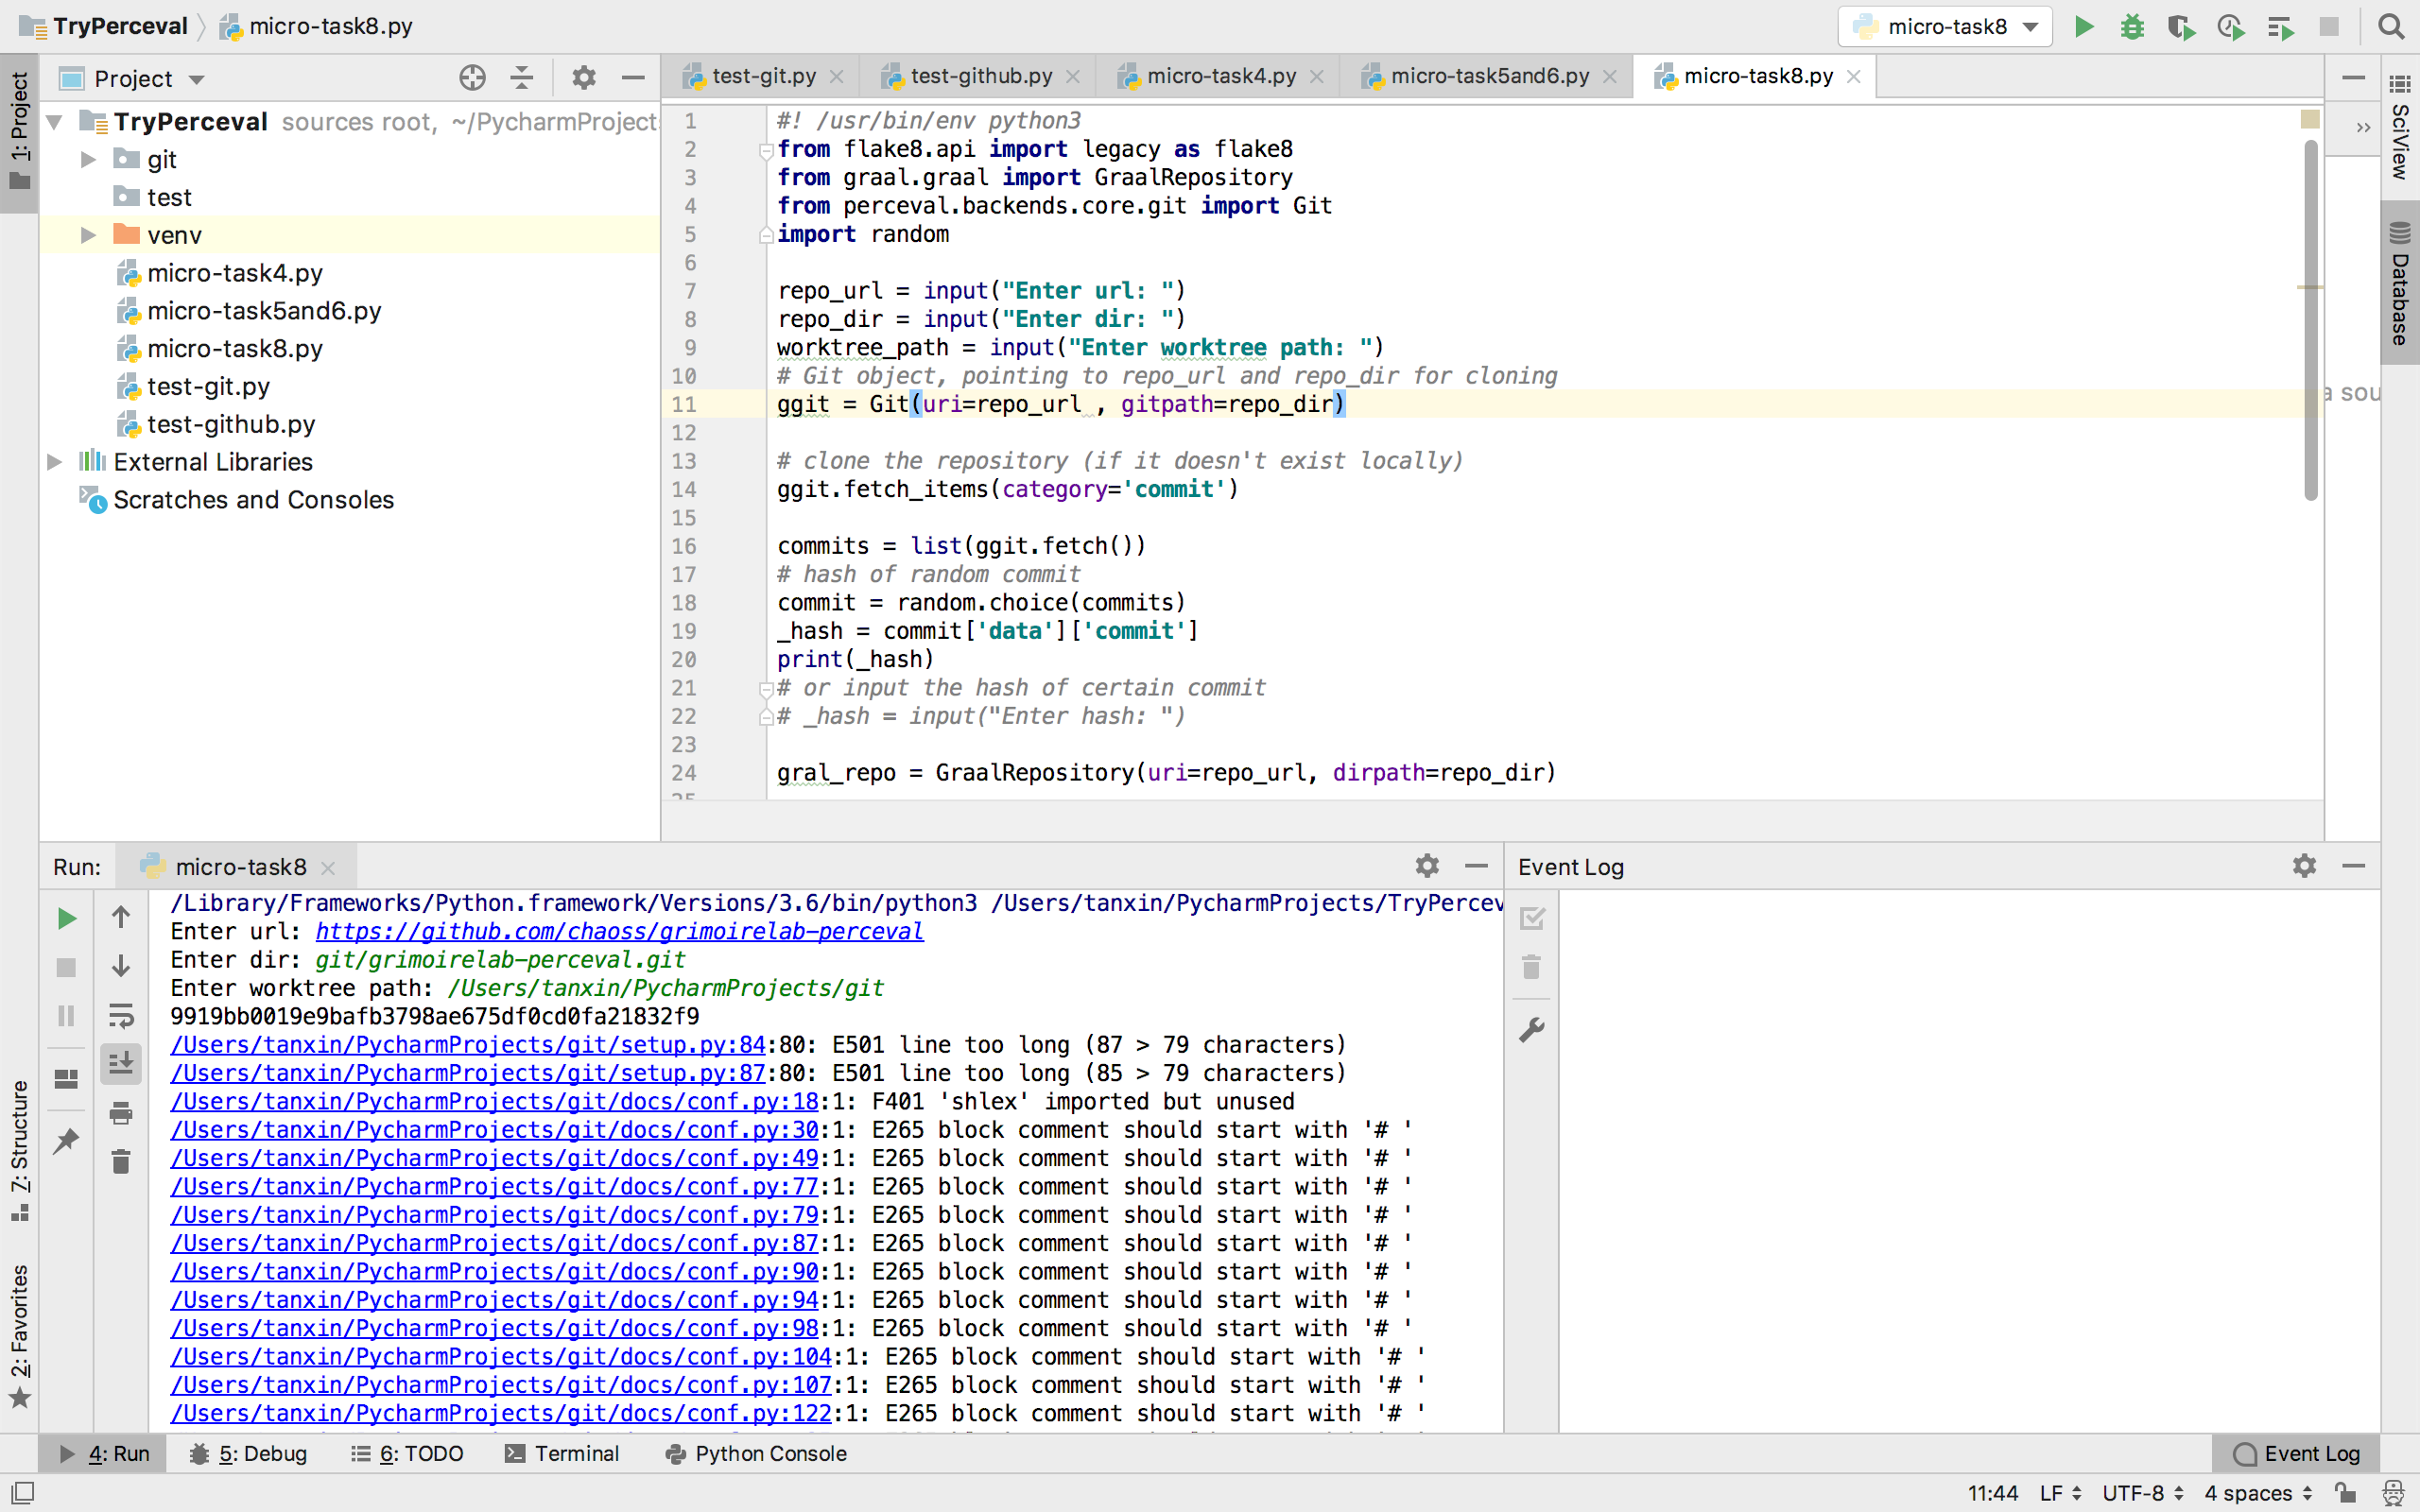 TryPerceval
micro-task8.py
micro-task8
1: Project
Project
TryPerceval sources root, ~/PycharmProject
git
test
venv
micro-task4.py
micro-task5and6.py
micro-task8.py
test-git.py
test-github.py
External Libraries
Scratches and Consoles
test-git.py
test-github.py
micro-task4.py
micro-task5and6.py
micro-task8.py
1 #! /usr/bin/env python3
2 from flake8.api import legacy as flake8
3 from graal.graal import GraalRepository
4 from perceval.backends.core.git import Git
5 import random
6
7 repo_url = input("Enter url: ")
8 repo_dir = input("Enter dir: ")
9 worktree_path = input("Enter worktree path: ")
10 # Git object, pointing to repo_url and repo_dir for cloning
11 ggit = Git(uri=repo_url , gitpath=repo_dir)
12
13 # clone the repository (if it doesn't exist locally)
14 ggit.fetch_items(category='commit')
15
16 commits = list(ggit.fetch())
17 # hash of random commit
18 commit = random.choice(commits)
19 _hash = commit['data']['commit']
20 print(_hash)
21 # or input the hash of certain commit
22 # _hash = input("Enter hash: ")
23
24 gral_repo = GraalRepository(uri=repo_url, dirpath=repo_dir)
a sou
SciView
Database
Run: micro-task8
/Library/Frameworks/Python.framework/Versions/3.6/bin/python3 /Users/tanxin/PycharmProjects/TryPercev
Enter url: https://github.com/chaoss/grimoirelab-perceval
Enter dir: git/grimoirelab-perceval.git
Enter worktree path: /Users/tanxin/PycharmProjects/git
9919bb0019e9bafb3798ae675df0cd0fa21832f9
/Users/tanxin/PycharmProjects/git/setup.py:84:80: E501 line too long (87 > 79 characters)
/Users/tanxin/PycharmProjects/git/setup.py:87:80: E501 line too long (85 > 79 characters)
/Users/tanxin/PycharmProjects/git/docs/conf.py:18:1: F401 'shlex' imported but unused
/Users/tanxin/PycharmProjects/git/docs/conf.py:30:1: E265 block comment should start with '# '
/Users/tanxin/PycharmProjects/git/docs/conf.py:49:1: E265 block comment should start with '# '
/Users/tanxin/PycharmProjects/git/docs/conf.py:77:1: E265 block comment should start with '# '
/Users/tanxin/PycharmProjects/git/docs/conf.py:79:1: E265 block comment should start with '# '
/Users/tanxin/PycharmProjects/git/docs/conf.py:87:1: E265 block comment should start with '# '
/Users/tanxin/PycharmProjects/git/docs/conf.py:90:1: E265 block comment should start with '# '
/Users/tanxin/PycharmProjects/git/docs/conf.py:94:1: E265 block comment should start with '# '
/Users/tanxin/PycharmProjects/git/docs/conf.py:98:1: E265 block comment should start with '# '
/Users/tanxin/PycharmProjects/git/docs/conf.py:104:1: E265 block comment should start with '# '
/Users/tanxin/PycharmProjects/git/docs/conf.py:107:1: E265 block comment should start with '# '
/Users/tanxin/PycharmProjects/git/docs/conf.py:122:1: E265 block comment should start with '# '
Event Log
7: Structure
2: Favorites
4: Run
5: Debug
6: TODO
Terminal
Python Console
Event Log
11:44
LF
UTF-8
4 spaces